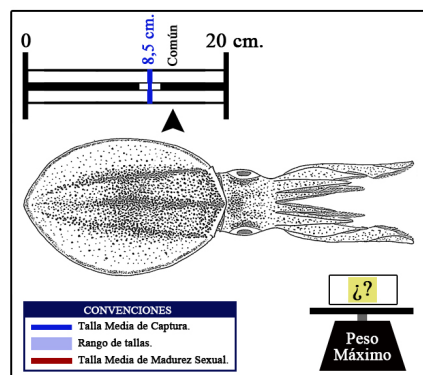 0
8,5 cm.
Común
20 cm.
CONVENCIONES
Talla Media de Captura.
Rango de tallas.
Talla Media de Madurez Sexual.
¿?
Peso
Máximo